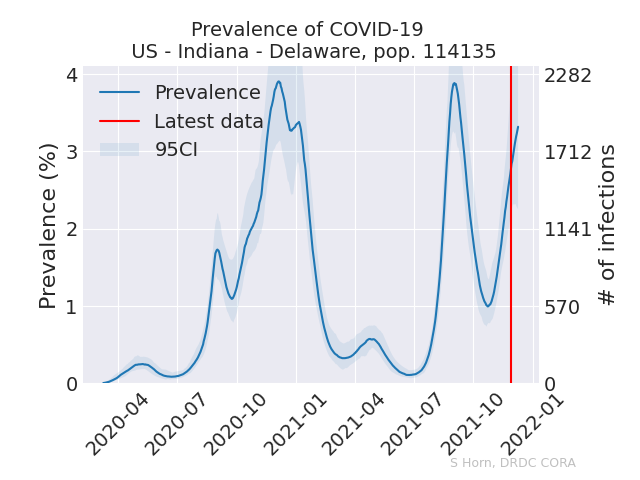 Prevalence of COVID-19
US - Indiana - Delaware, pop. 114135
Prevalence
Latest data
95CI
Prevalence (%)
4
3
2
1
0
2282
1712
1141
570
0
# of infections
2020-04
2020-07
2020-10
2021-01
2021-04
2021-07
2021-10
2022-01
S Horn, DRDC CORA